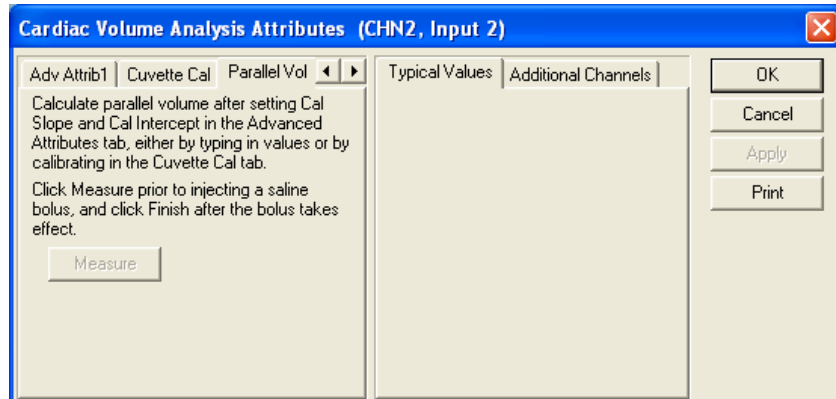 Cardiac Volume Analysis Attributes (CHN2, Input 2)
Adv Attrib1 Cuvette Cal Parallel Vol
Calculate parallel volume after setting Cal
Slope and Cal Intercept in the Advanced
Attributes tab, either by typing in values or by
calibrating in the Cuvette Cal tab.
Click Measure prior to injecting a saline
bolus, and click Finish after the bolus takes
effect.
Measure
Typical Values Additional Channels
OK
Cancel
Apply
Print